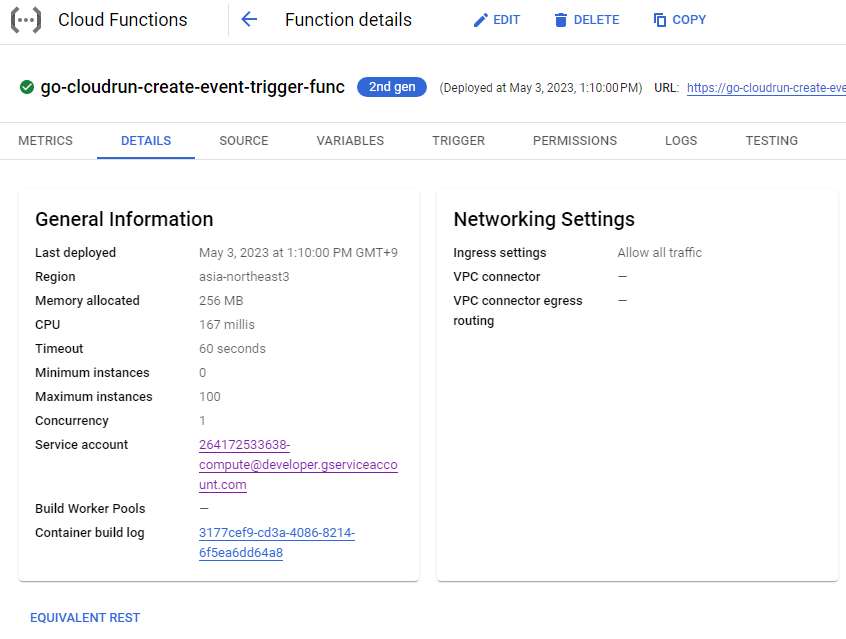 Cloud Functions
Function details
EDIT
DELETE
COPY
go-cloudrun-create-event-trigger-func
2nd gen
(Deployed at May 3, 2023, 1:10:00 PM)
URL: https://go-cloudrun-create-eve
METRICS
DETAILS
SOURCE
VARIABLES
TRIGGER
PERMISSIONS
LOGS
TESTING
General Information
Last deployed May 3, 2023 at 1:10:00 PM GMT+9
Region asia-northeast3
Memory allocated 256 MB
CPU 167 millis
Timeout 60 seconds
Minimum instances 0
Maximum instances 100
Concurrency 1
Service account 264172533638-
compute@developer.gserviceacco
unt.com
Build Worker Pools —
Container build log 3177cef9-cd3a-4086-8214-
6f5ea6dd64a8
Networking Settings
Ingress settings Allow all traffic
VPC connector —
VPC connector egress —
routing
EQUIVALENT REST